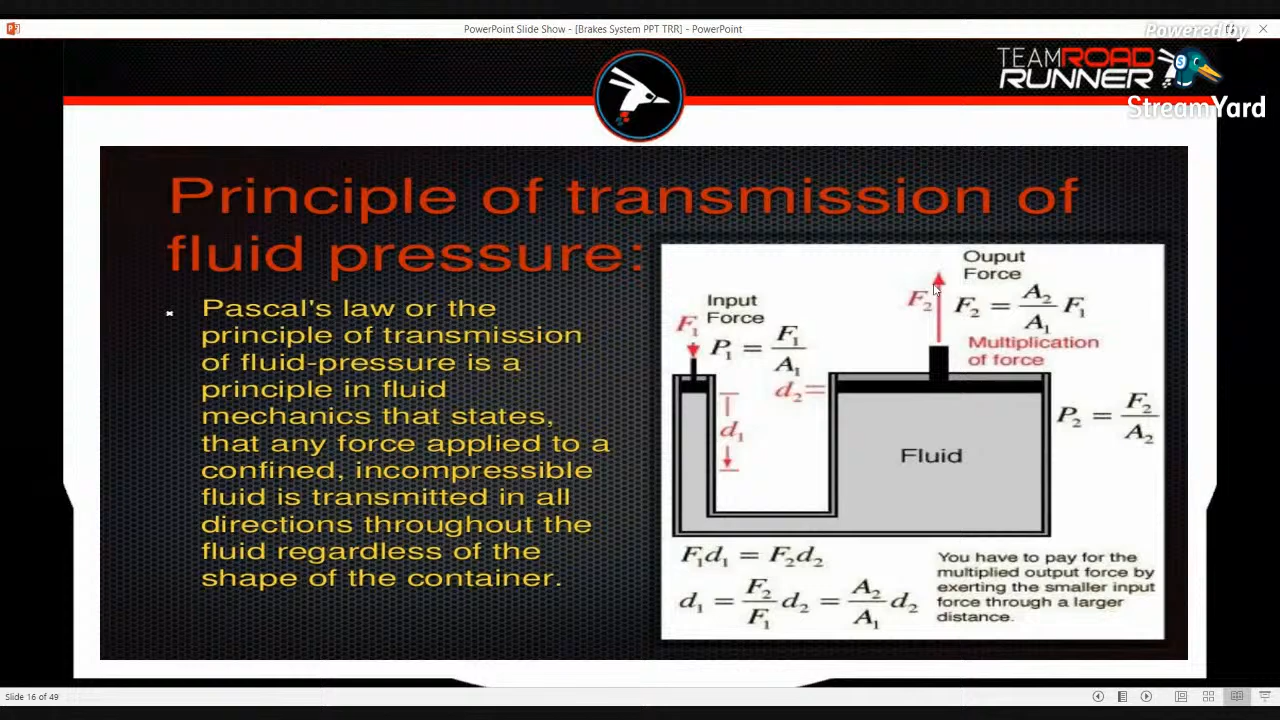 PowerPoint Slide Show - [Brakes System PPT TRR] - PowerPoint
Powered by
TEAMROAD
RUNNER
StreamYard
Principle of transmission of
fluid pressure:
Pascal's law or the
principle of transmission
of fluid-pressure is a
principle in fluid
mechanics that states,
that any force applied to a
confined, incompressible
fluid is transmitted in all
directions throughout the
fluid regardless of the
shape of the container.
Input
Force
F₁
P₁ = F₁/A₁
d₁
d₂=
Ouput
Force
F₂
F₂ = A₂/A₁ F₁
Multiplication
of force
P₂ = F₂/A₂
Fluid
F₁d₁ = F₂d₂
d₁ = F₂/F₁ d₂ = A₂/A₁ d₂
You have to pay for the
multiplied output force by
exerting the smaller input
force through a larger
distance.
Slide 16 of 49